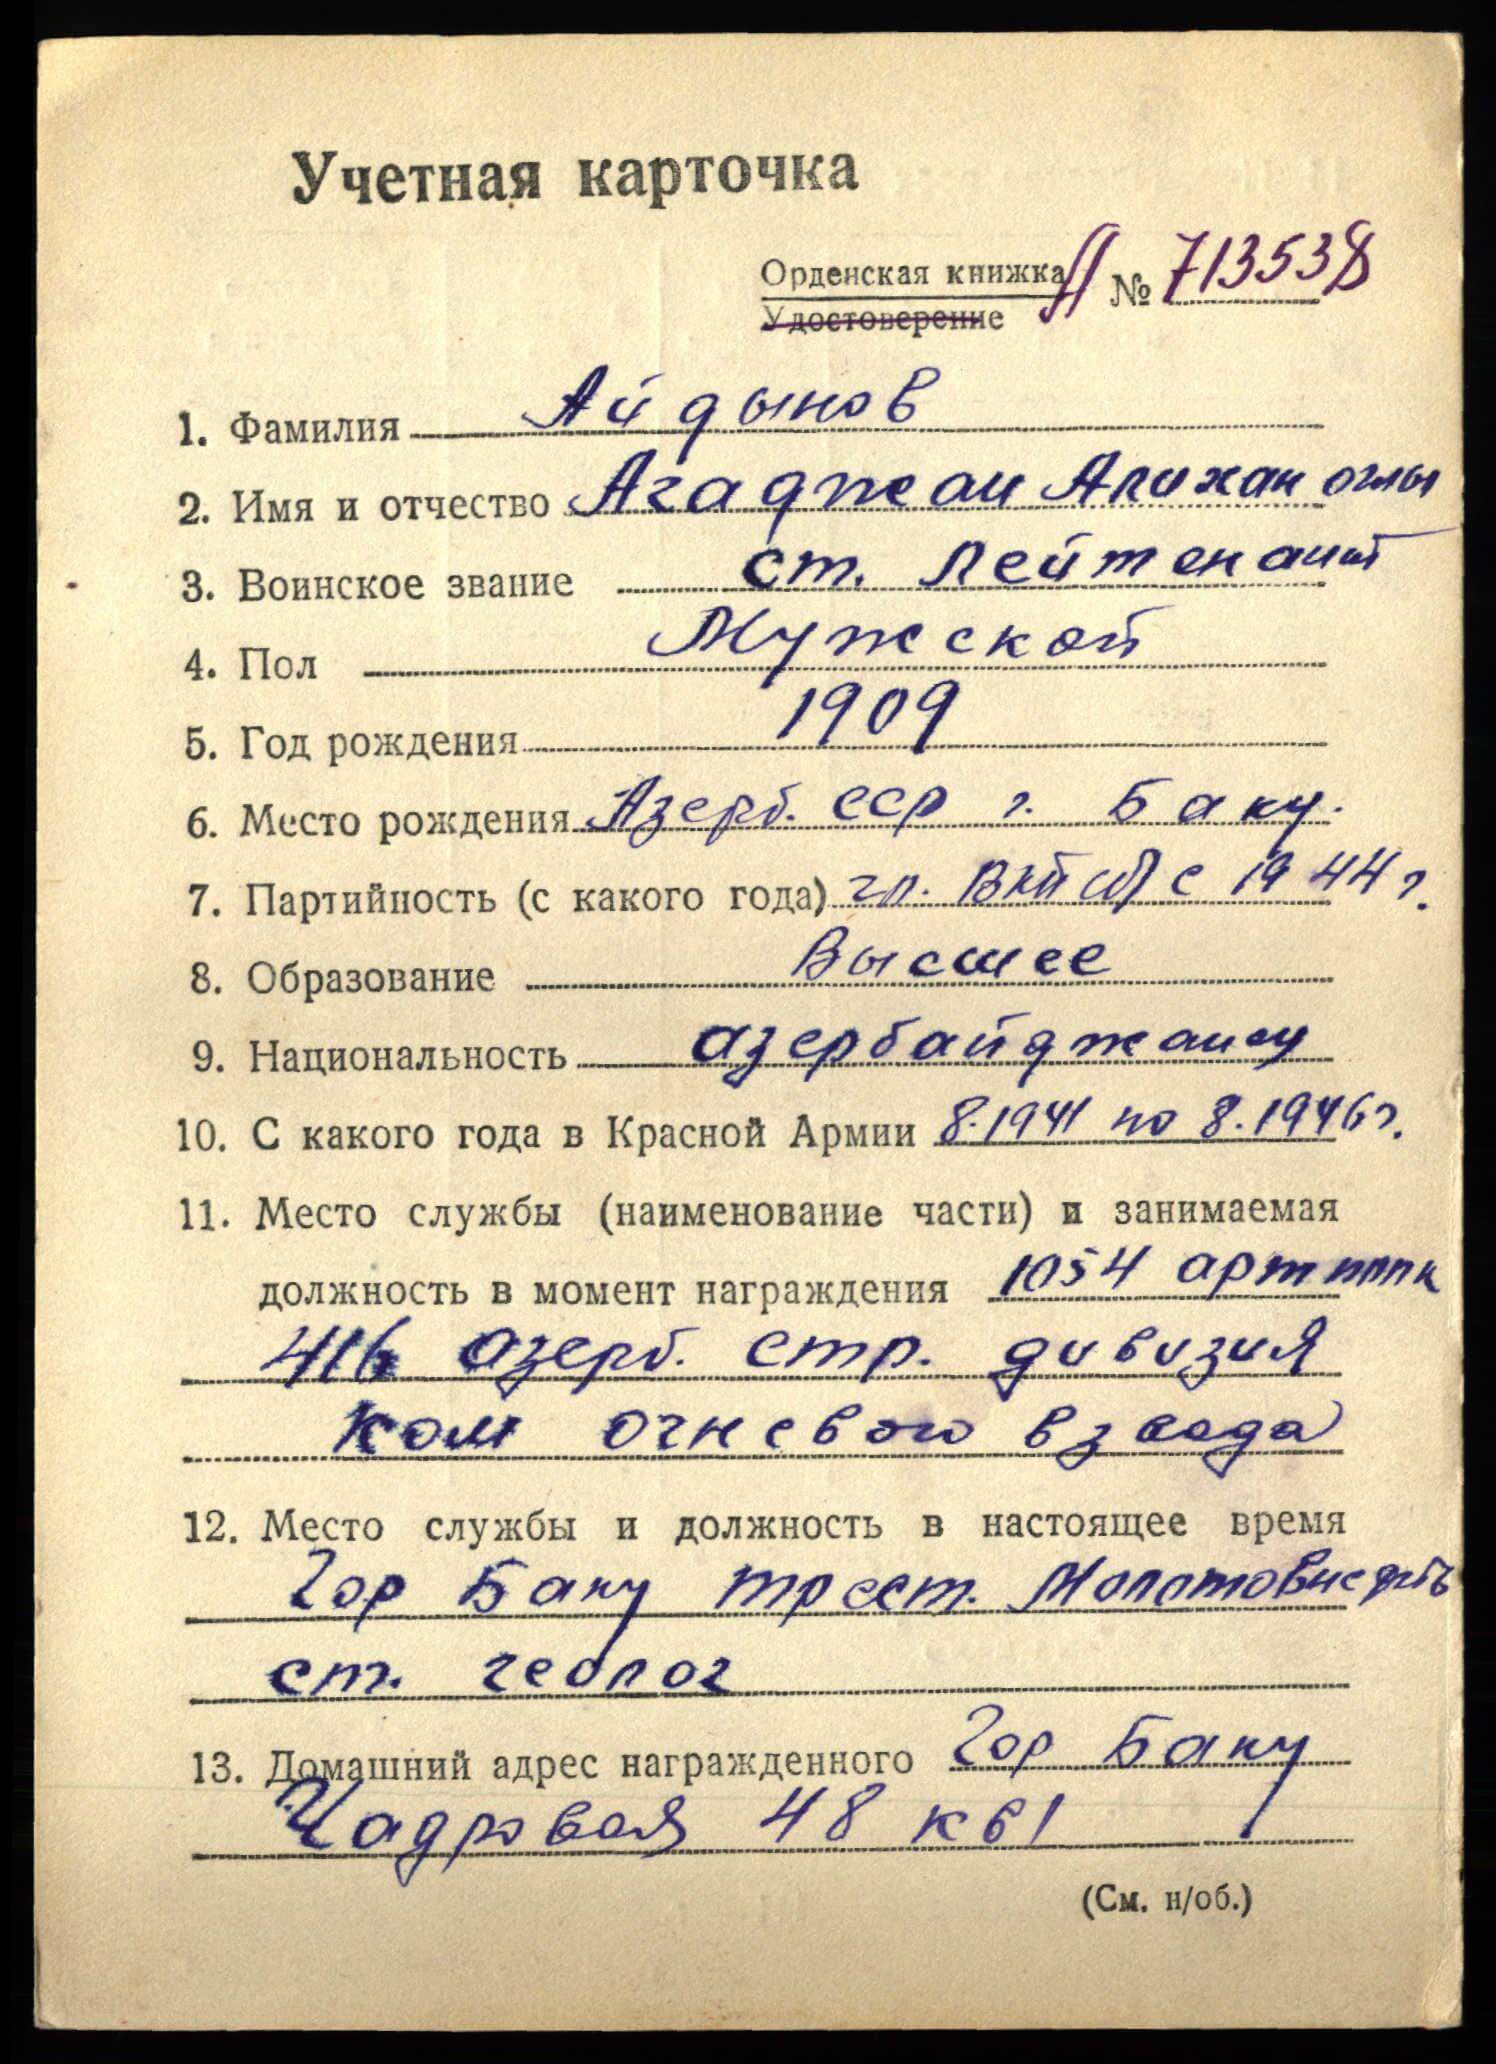 Учетная карточка
Орденская книжка Д № 713538
Удостоверение
1. Фамилия Айдынов
2. Имя и отчество Агаджан Алихан оглы
3. Воинское звание ст. лейтенант
4. Пол Мужской
5. Год рождения 1909
6. Место рождения Азерб. ССР г. Баку.
7. Партийность (с какого года) чл. ВКП(б) с 1944 г.
8. Образование Высшее
9. Национальность азербайджанец
10. С какого года в Красной Армии 8.1941 по 8.1946 г.
11. Место службы (наименование части) и занимаемая
должность в момент награждения 1054 арт
416 азерб. стр. дивизия
ком огневого взвода
12. Место службы и должность в настоящее время
Гор Баку трест. Молотовнефть
ст. геолог
13. Домашний адрес награжденного Гор Баку
Чадровая 48 кв 1
(См. н/об.)